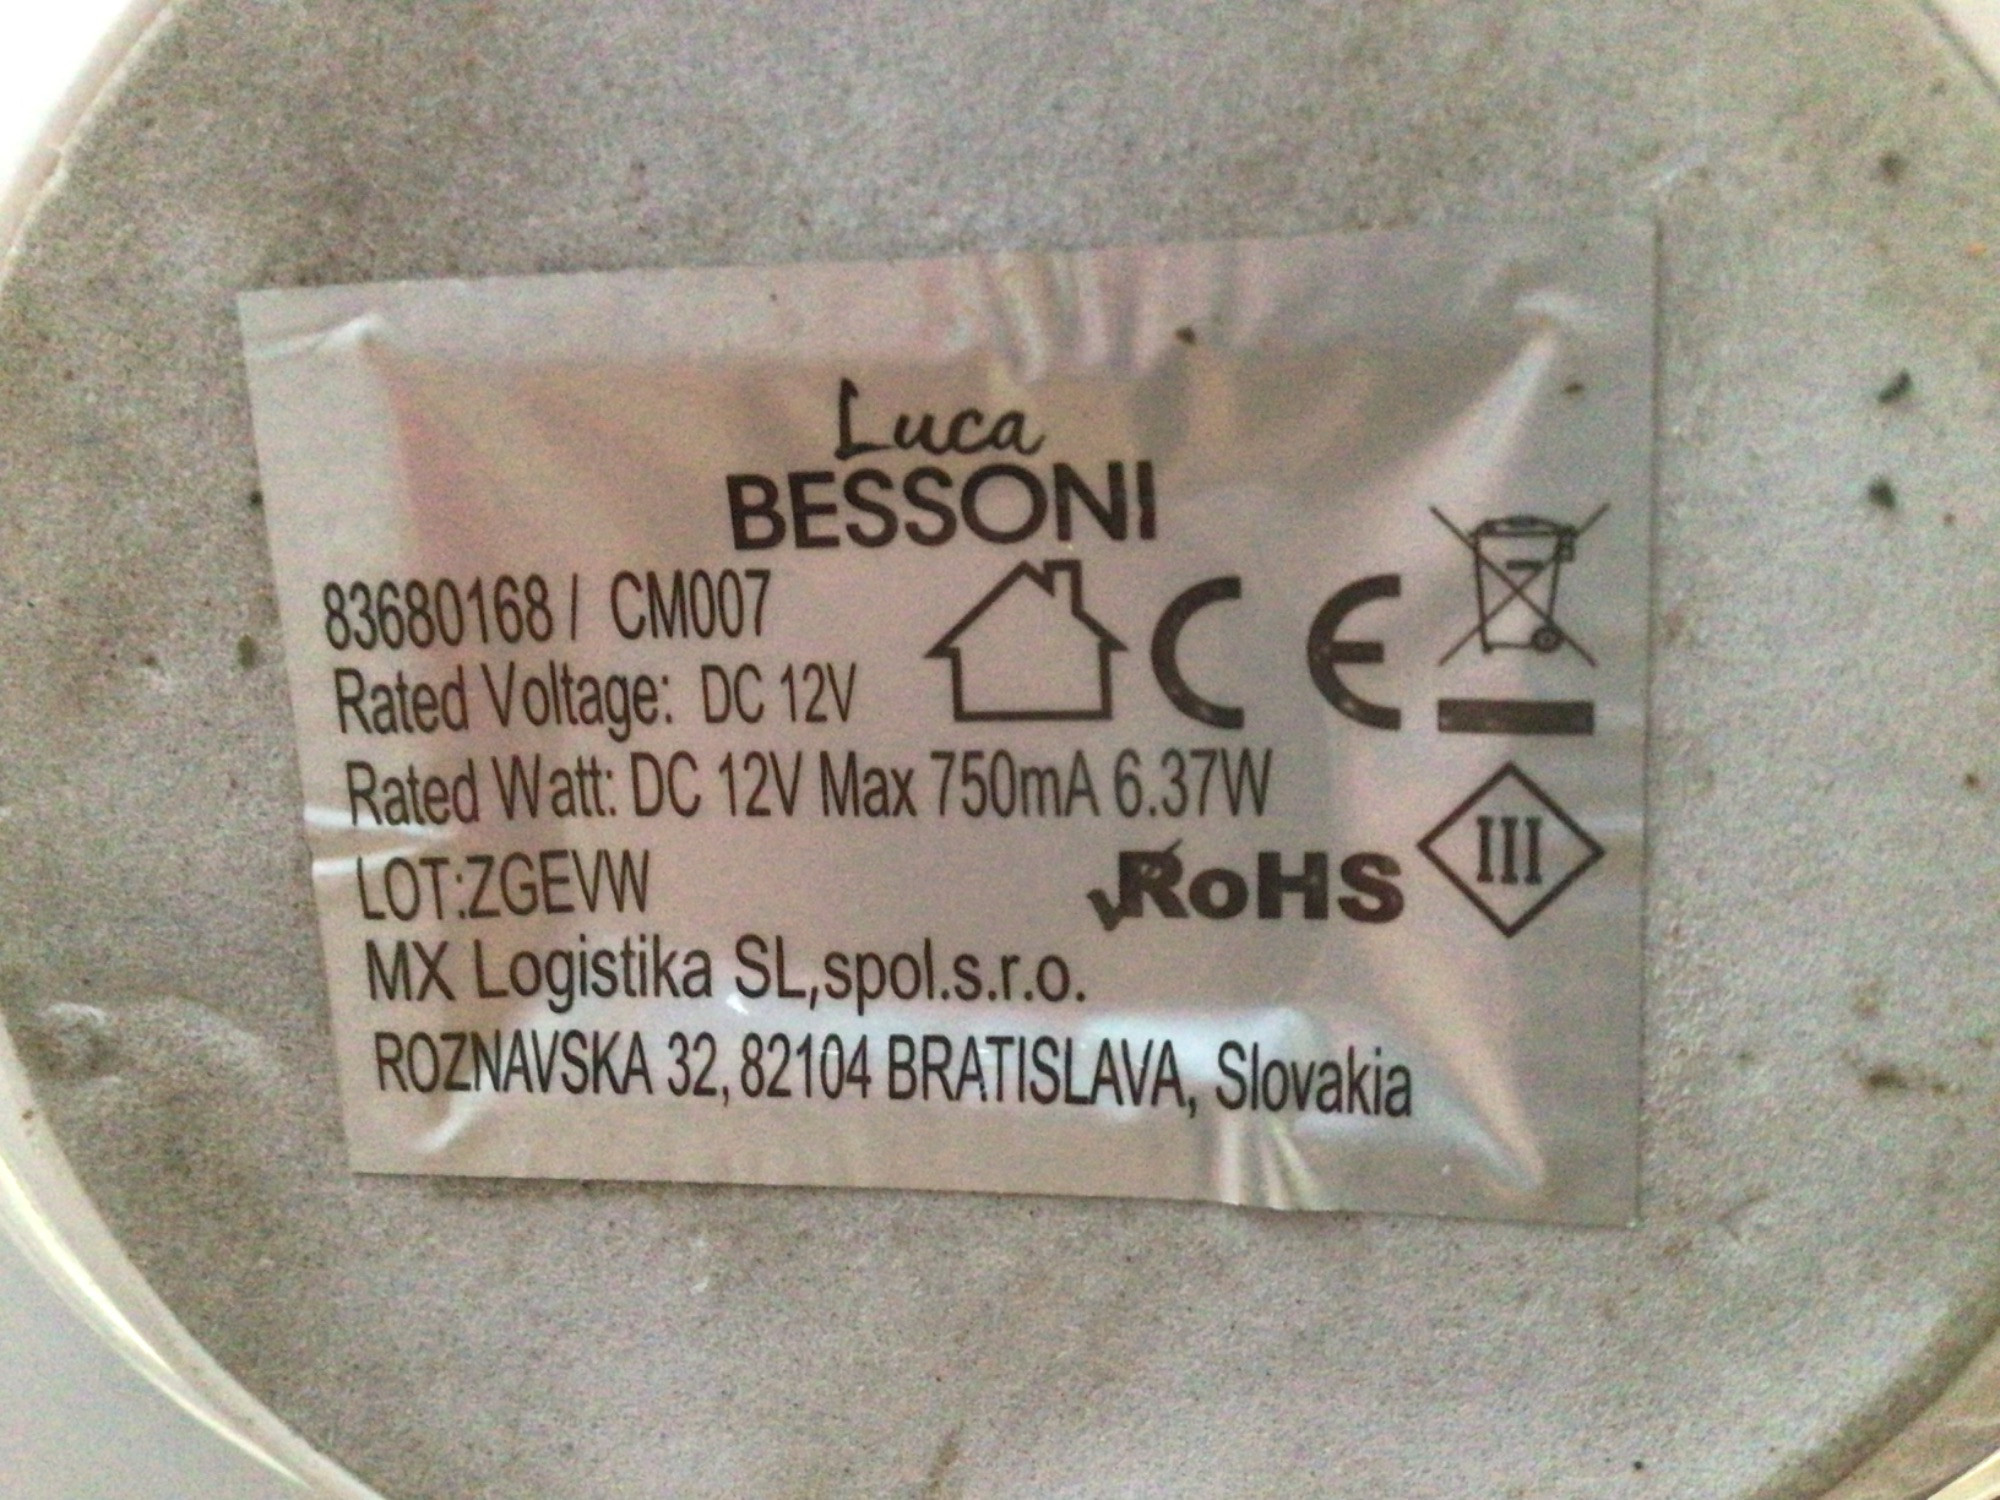 Luca
BESSONI
83680168 / CM007
Rated Voltage: DC 12V
CE
Rated Watt: DC 12V Max 750mA 6.37W
III
LOT:ZGEVW
RoHS
MX Logistika SL,spol.s.r.o.
ROZNAVSKA 32, 82104 BRATISLAVA, Slovakia